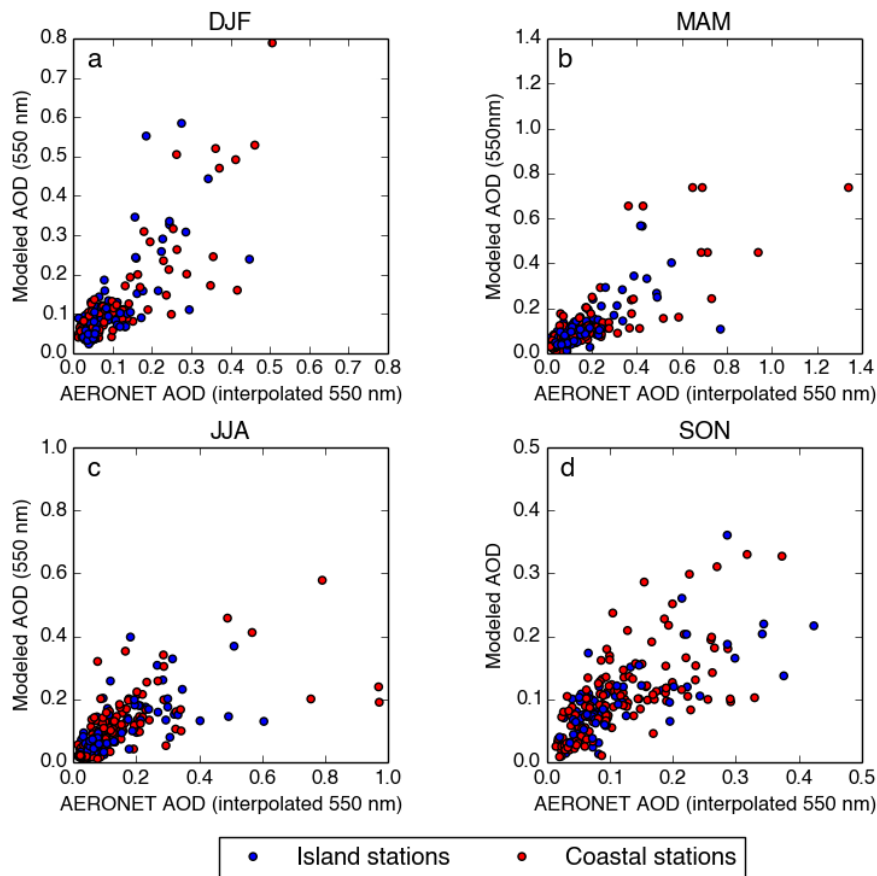 DJF
a
Modeled AOD (550 nm)
0.8
0.7
0.6
0.5
0.4
0.3
0.2
0.1
0.0
0.0 0.1 0.2 0.3 0.4 0.5 0.6 0.7 0.8
AERONET AOD (interpolated 550 nm)
MAM
b
Modeled AOD (550nm)
1.4
1.2
1.0
0.8
0.6
0.4
0.2
0.0
0.0 0.2 0.4 0.6 0.8 1.0 1.2 1.4
AERONET AOD (interpolated 550 nm)
JJA
c
Modeled AOD (550 nm)
1.0
0.8
0.6
0.4
0.2
0.0
0.0 0.2 0.4 0.6 0.8 1.0
AERONET AOD (interpolated 550 nm)
SON
d
Modeled AOD
0.5
0.4
0.3
0.2
0.1
0.0
0.0 0.1 0.2 0.3 0.4 0.5
AERONET AOD (interpolated 550 nm)
Island stations Coastal stations